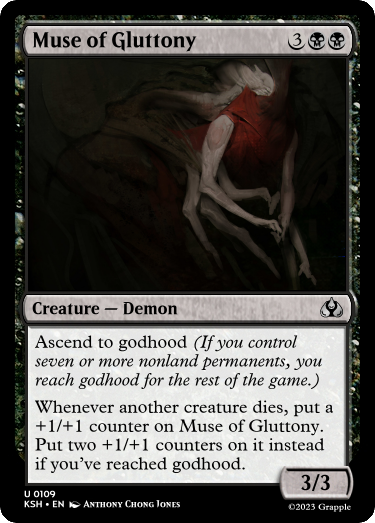 Muse of Gluttony 3
Creature — Demon
Ascend to godhood (If you control
seven or more nonland permanents, you
reach godhood for the rest of the game.)
Whenever another creature dies, put a
+1/+1 counter on Muse of Gluttony.
Put two +1/+1 counters on it instead
if you've reached godhood.
3/3
U 0109
KSH • EN Anthony Chong Jones
©2023 Grapple